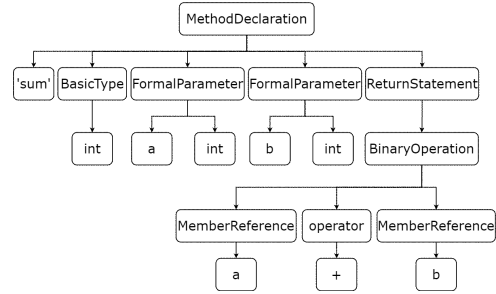 MethodDeclaration
'sum' BasicType FormalParameter FormalParameter ReturnStatement
int a int b int BinaryOperation
MemberReference operator MemberReference
a + b